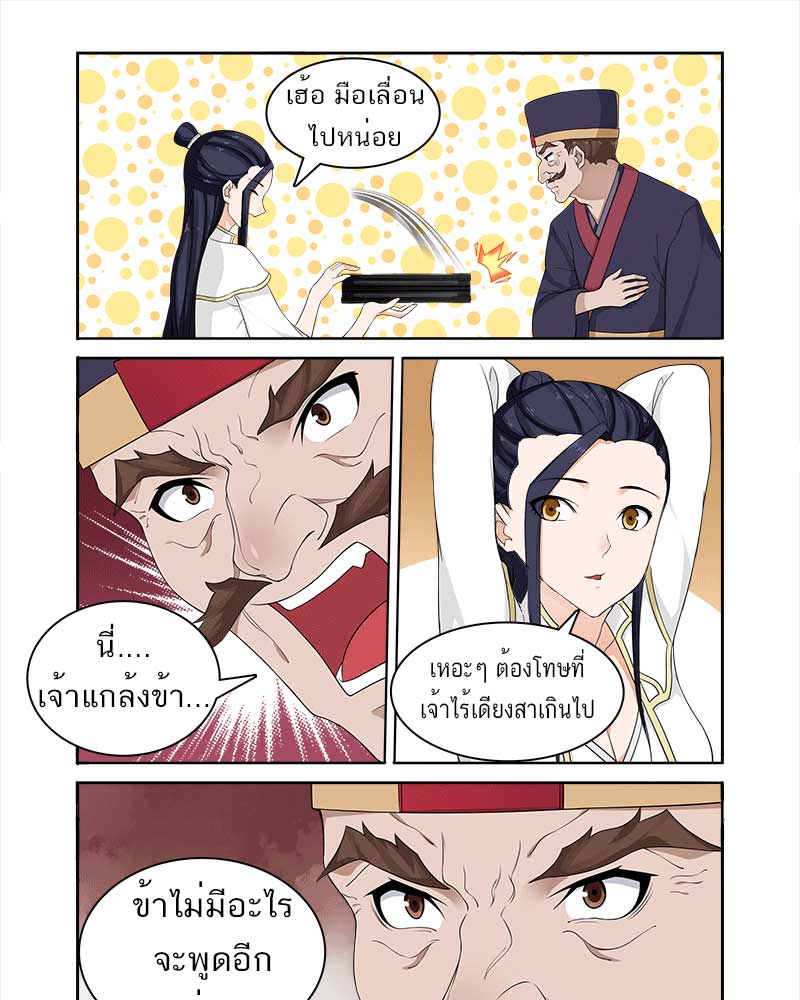 เฮ้อ มือเลื่อน
ไปหน่อย
นี่....
เจ้าแกล้งข้า...
เหอะๆ ต้องโทษที่
เจ้าไร้เดียงสาเกินไป
ข้าไม่มีอะไร
จะพูดอีก